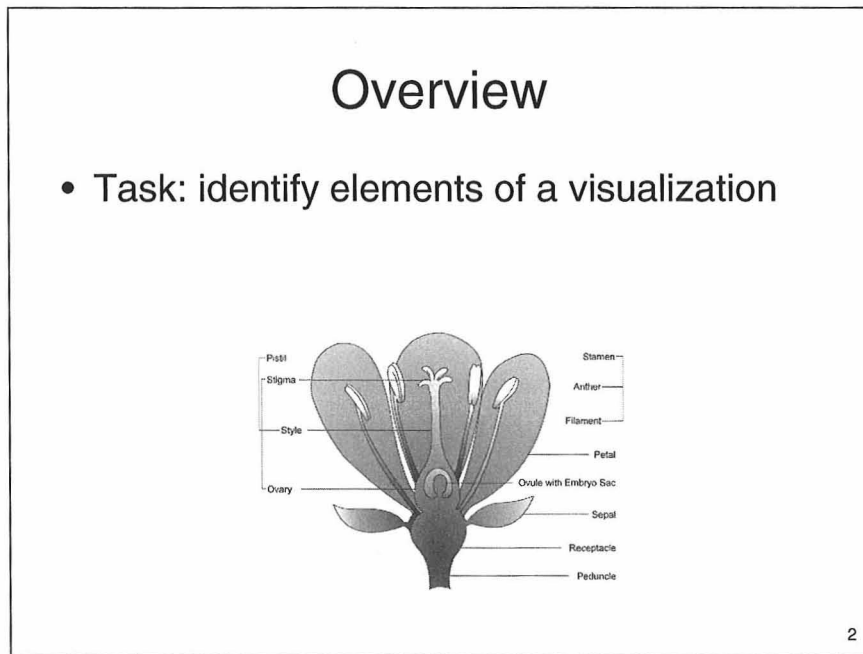 Overview
• Task: identify elements of a visualization
Pistil
Stigma
Style
Ovary
Stamen
Anther
Filament
Petal
Ovule with Embryo Sac
Sepal
Receptacle
Peduncle
2